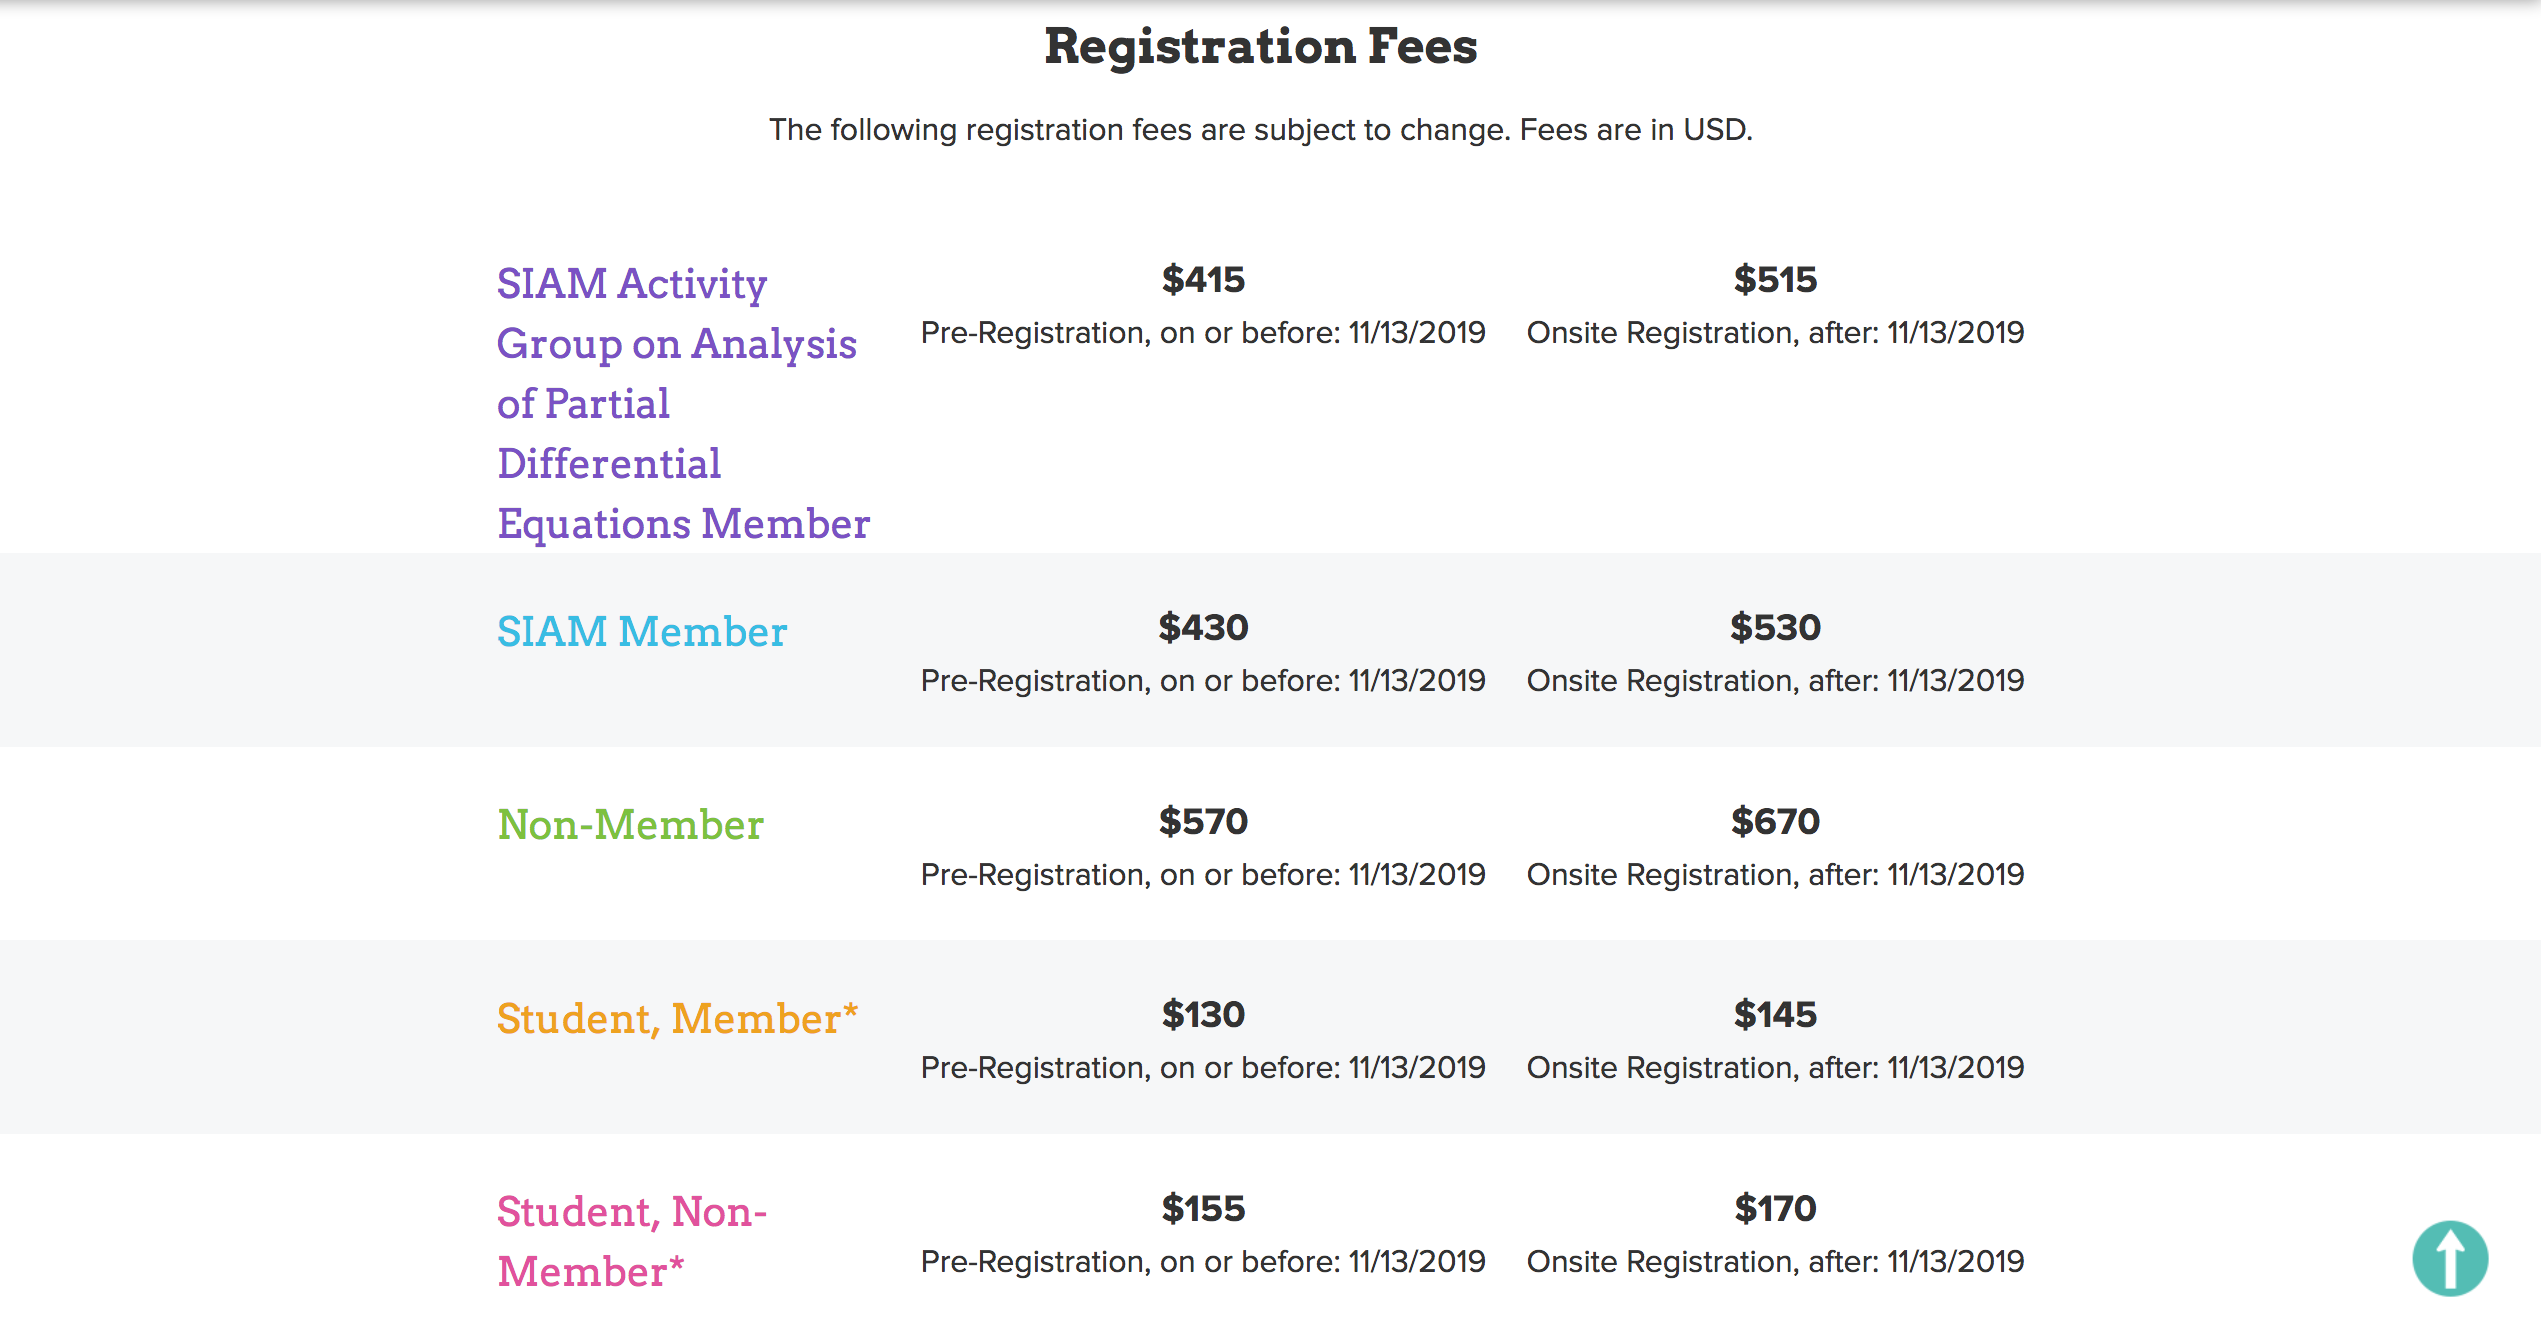 Registration Fees
The following registration fees are subject to change. Fees are in USD.
SIAM Activity
Group on Analysis
of Partial
Differential
Equations Member
$415
Pre-Registration, on or before: 11/13/2019
$515
Onsite Registration, after: 11/13/2019
SIAM Member
$430
Pre-Registration, on or before: 11/13/2019
$530
Onsite Registration, after: 11/13/2019
Non-Member
$570
Pre-Registration, on or before: 11/13/2019
$670
Onsite Registration, after: 11/13/2019
Student, Member*
$130
Pre-Registration, on or before: 11/13/2019
$145
Onsite Registration, after: 11/13/2019
Student, Non-
Member*
$155
Pre-Registration, on or before: 11/13/2019
$170
Onsite Registration, after: 11/13/2019